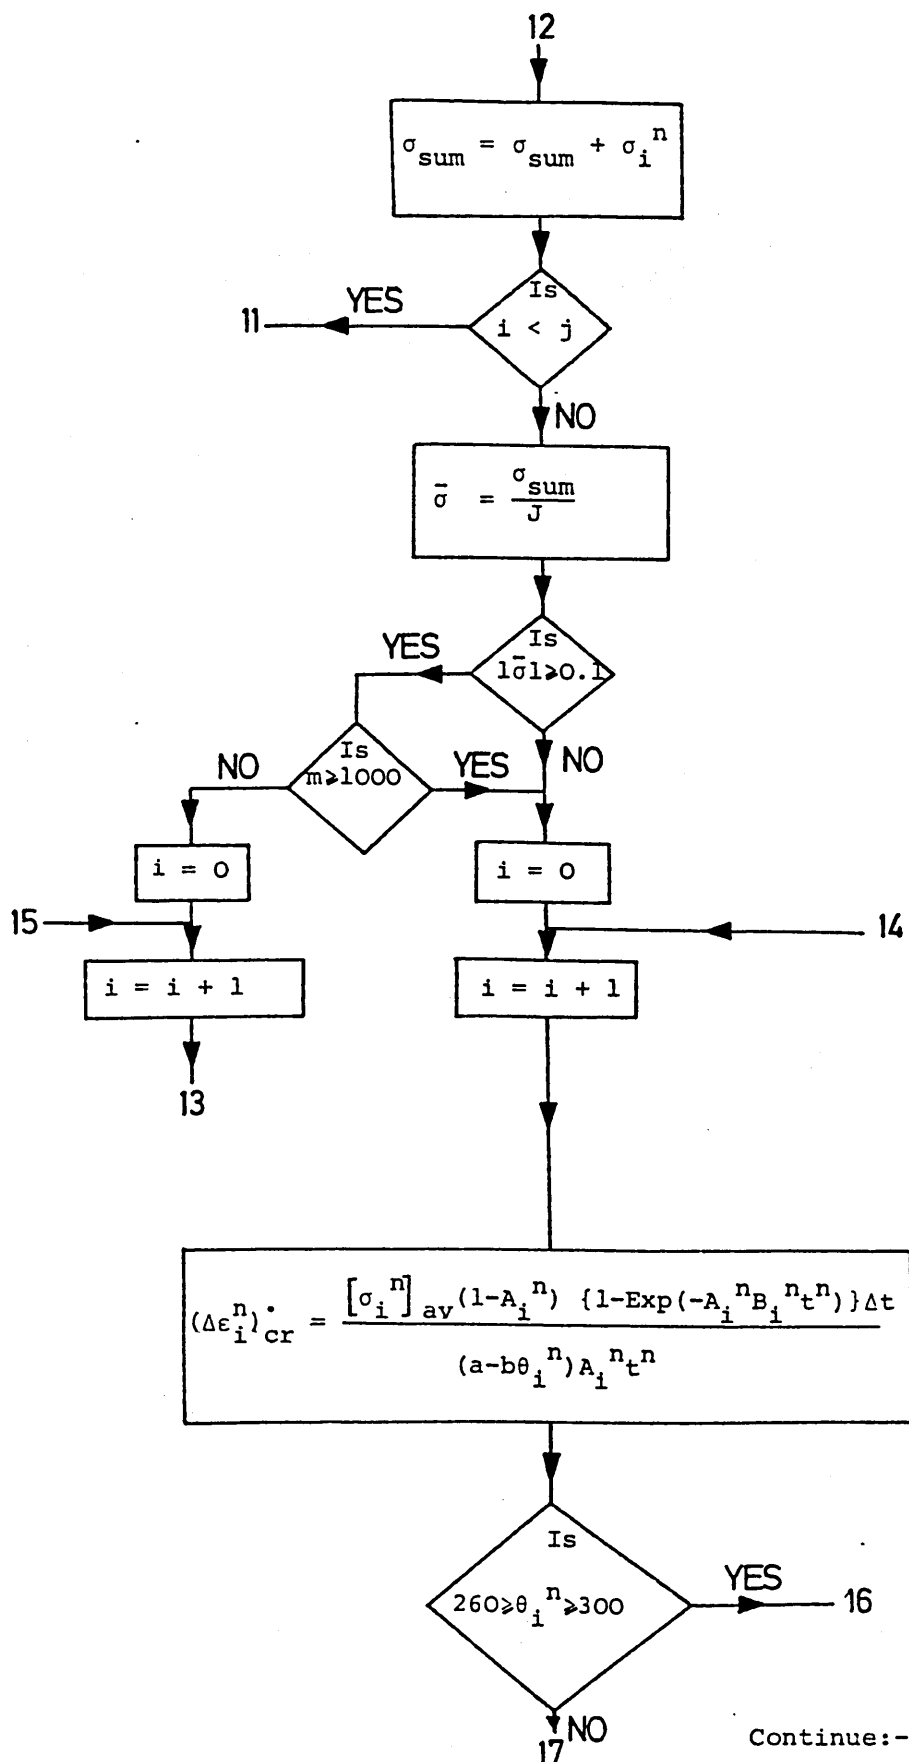 12
σsum = σsum + σi^n
Is
i < j
YES
11
NO
σ̄ = σsum / J
Is
|σ̄|≥0.1
YES
NO
Is
m≥1000
NO
YES
i = 0
i = 0
15
14
i = i + 1
i = i + 1
13
(Δεi^n)cr = [σi^n]av (1-Ai^n) {1-Exp(-Ai^n Bi^n t^n)}Δt / (a-bθi^n)Ai^n t^n
Is
260≥θi^n≥300
YES
16
NO
17
Continue:-